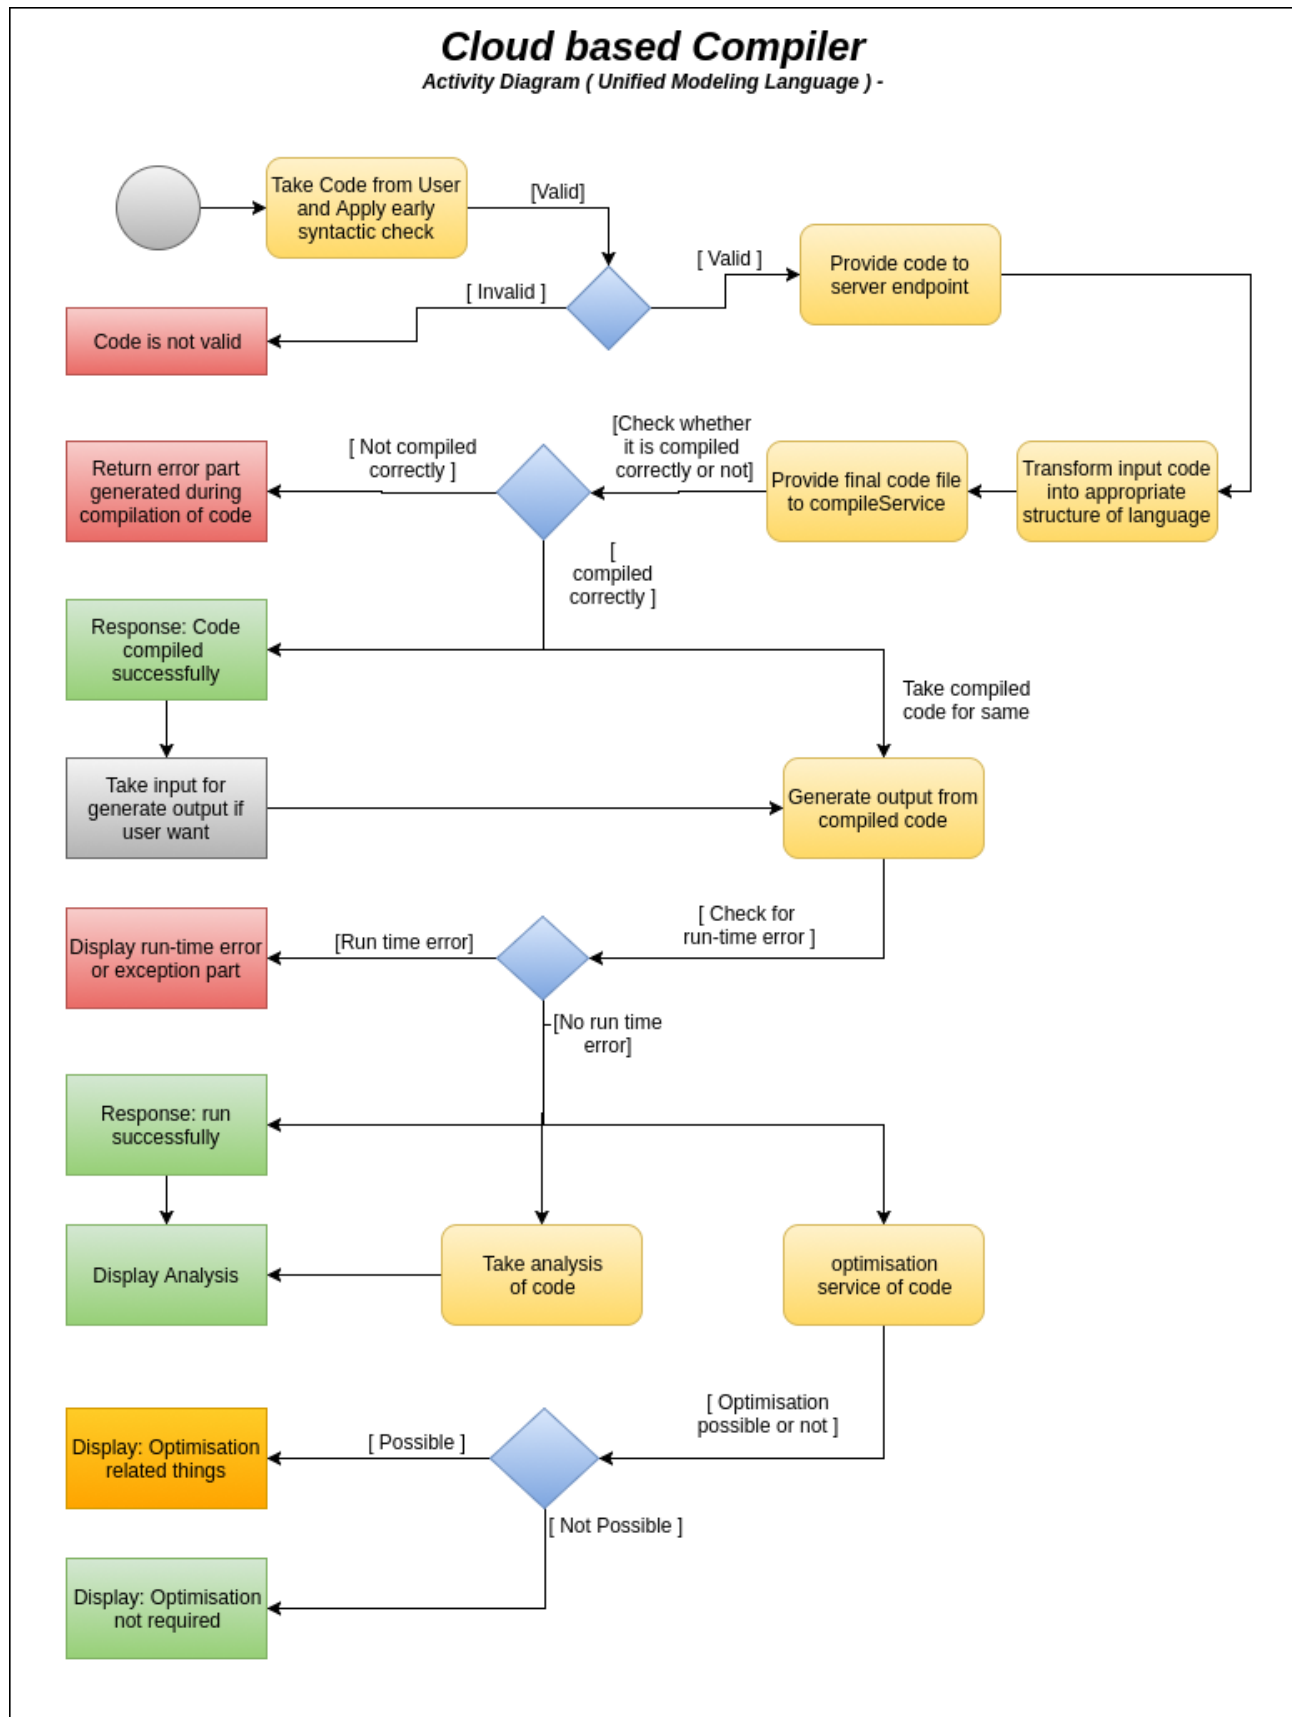 Cloud based Compiler
Activity Diagram ( Unified Modeling Language ) -
Take Code from User
and Apply early
syntactic check
[Valid]
[ Valid ]
Provide code to
server endpoint
[ Invalid ]
Code is not valid
[ Not compiled
correctly ]
[Check whether
it is compiled
correctly or not]
Return error part
generated during
compilation of code
Provide final code file
to compileService
Transform input code
into appropriate
structure of language
[
compiled
correctly ]
Response: Code
compiled
successfully
Take compiled
code for same
Take input for
generate output if
user want
Generate output from
compiled code
[ Check for
run-time error ]
[Run time error]
Display run-time error
or exception part
[No run time
error]
Response: run
successfully
Display Analysis
Take analysis
of code
optimisation
service of code
[ Optimisation
possible or not ]
[ Possible ]
Display: Optimisation
related things
[ Not Possible ]
Display: Optimisation
not required